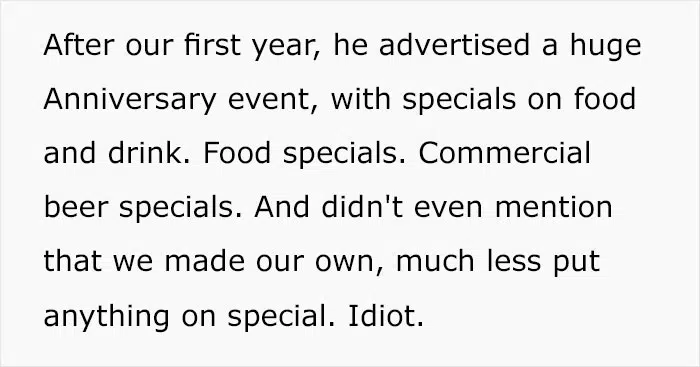 After our first year, he advertised a huge
Anniversary event, with specials on food
and drink. Food specials. Commercial
beer specials. And didn't even mention
that we made our own, much less put
anything on special. Idiot.